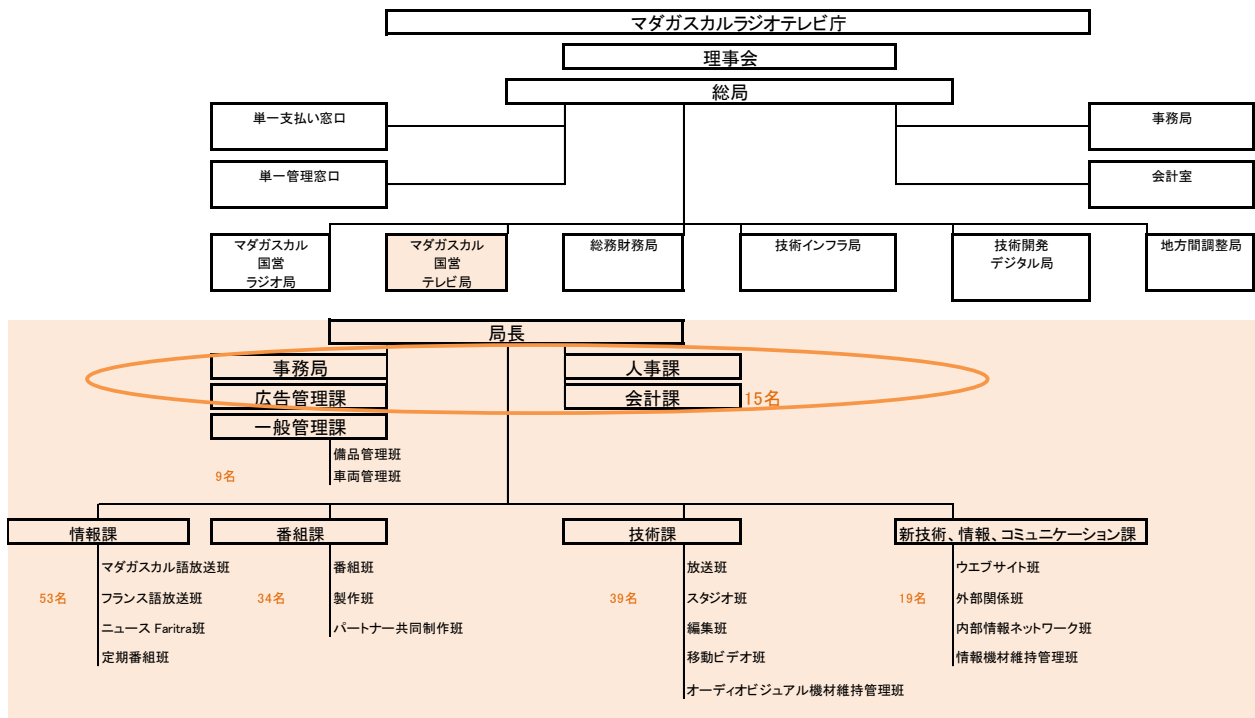 マダガスカルラジオテレビ庁
理事会
総局
単一支払い窓口
事務局
単一管理窓口
会計室
マダガスカル
国営
ラジオ局
マダガスカル
国営
テレビ局
総務財務局
技術インフラ局
技術開発
デジタル局
地方間調整局
局長
事務局
人事課
広告管理課
会計課
15名
一般管理課
備品管理班
9名
車両管理班
情報課
番組課
技術課
新技術、情報、コミュニケーション課
マダガスカル語放送班
53名
フランス語放送班
ニュース Faritra班
定期番組班
番組班
34名
製作班
パートナー共同制作班
放送班
39名
スタジオ班
編集班
移動ビデオ班
オーディオビジュアル機材維持管理班
ウエブサイト班
19名
外部関係班
内部情報ネットワーク班
情報機材維持管理班